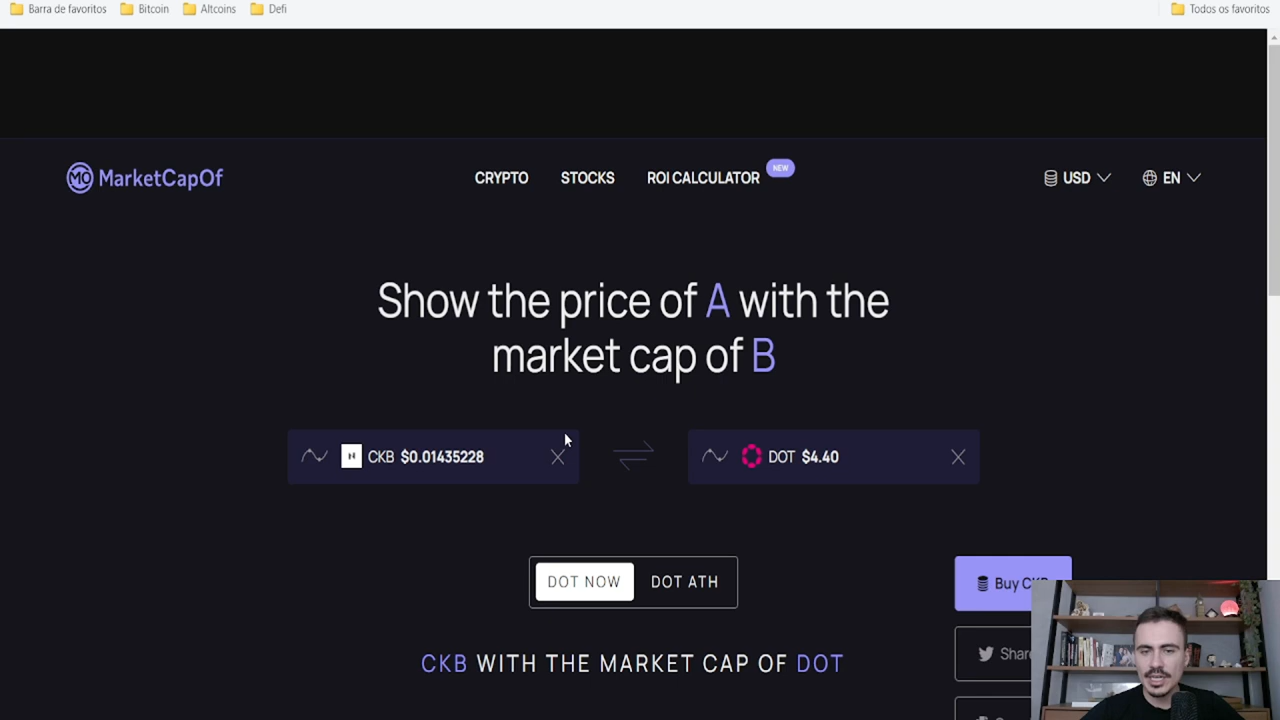 Barra de favoritos Bitcoin Altcoins Defi Todos os favoritos
MarketCapOf CRYPTO STOCKS ROI CALCULATOR NEW USD EN
Show the price of A with the
market cap of B
CKB $0.01435228 DOT $4.40
DOT NOW DOT ATH
Buy
CKB WITH THE MARKET CAP OF DOT
Share